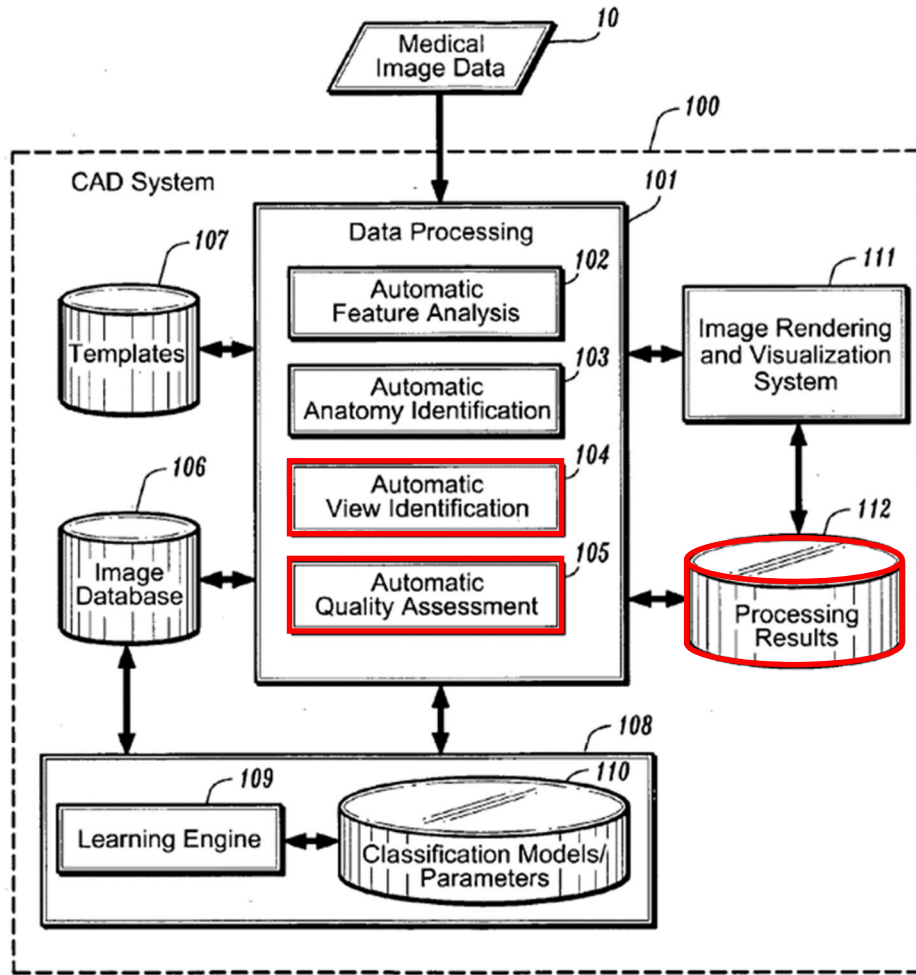 10
Medical
Image Data
100
CAD System
101
Data Processing
107
102
Automatic
Feature Analysis
111
Templates
Image Rendering
and Visualization
System
103
Automatic
Anatomy Identification
106
104
Automatic
View Identification
112
Image
Database
105
Automatic
Quality Assessment
Processing
Results
108
109
110
Learning Engine
Classification Models/
Parameters